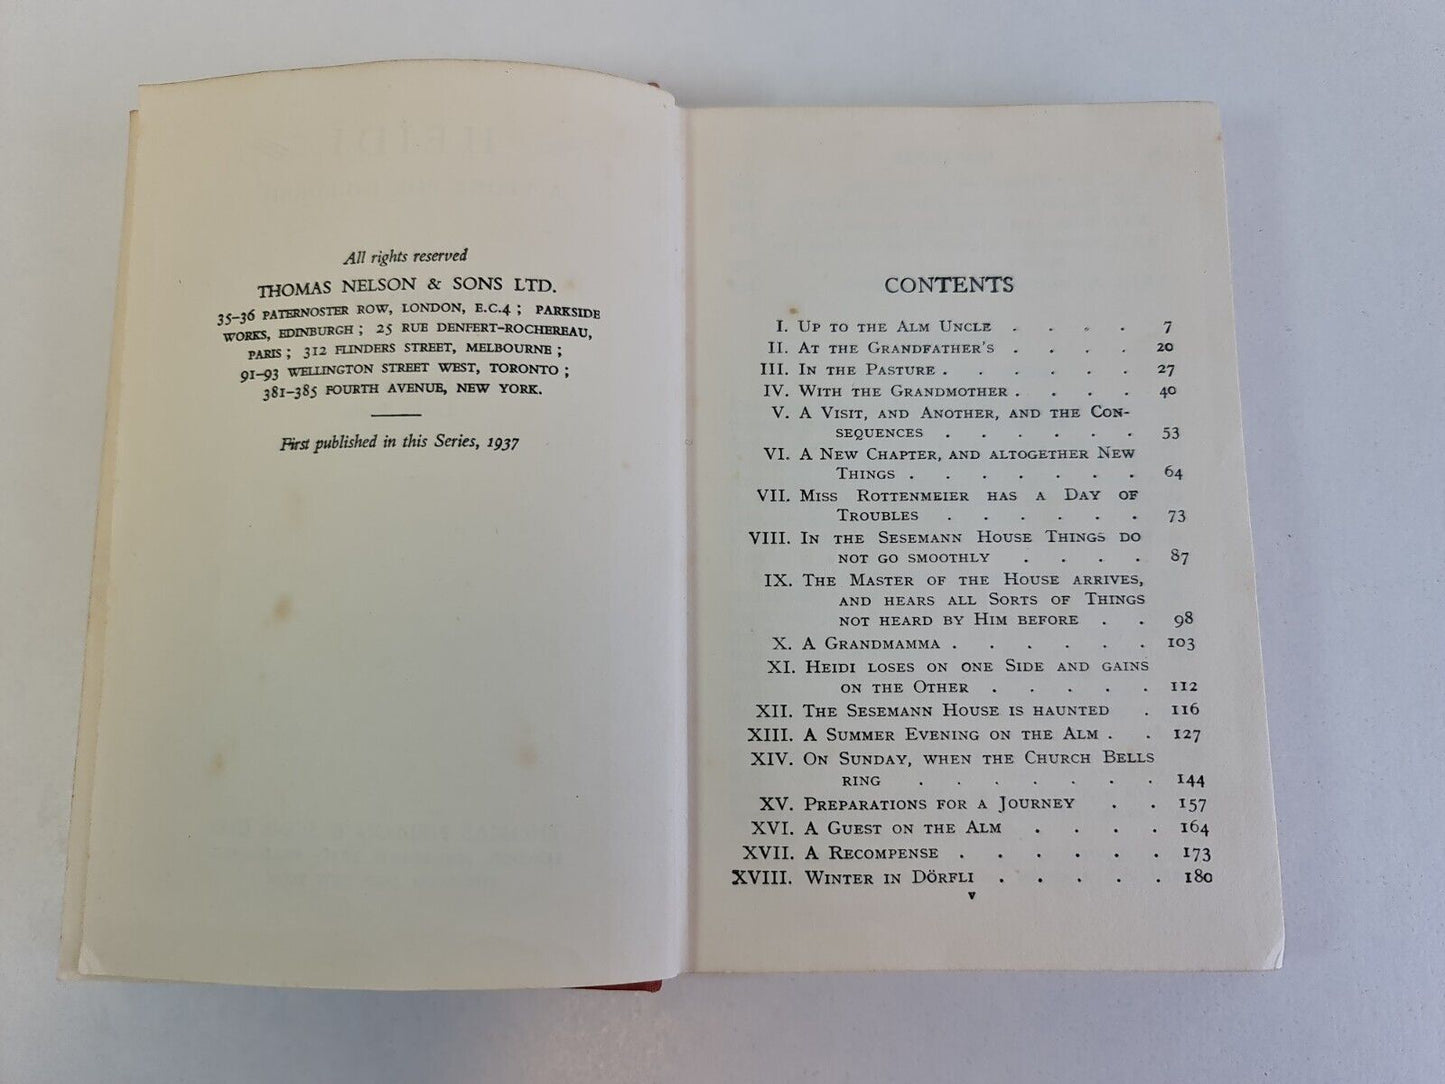 All rights reserved
THOMAS NELSON & SONS LTD.
35–36 PATERNOSTER ROW, LONDON, E.C.4 ; PARKSIDE
WORKS, EDINBURGH ; 25 RUE DENFERT-ROCHEREAU,
PARIS ; 312 FLINDERS STREET, MELBOURNE ;
91–93 WELLINGTON STREET WEST, TORONTO ;
381–385 FOURTH AVENUE, NEW YORK.
First published in this Series, 1937
CONTENTS
I. UP TO THE ALM UNCLE . . . . 7
II. AT THE GRANDFATHER'S . . . . 20
III. IN THE PASTURE . . . . . . 27
IV. WITH THE GRANDMOTHER . . . . 40
V. A VISIT, AND ANOTHER, AND THE CON-
SEQUENCES . . . . . . 53
VI. A NEW CHAPTER, AND ALTOGETHER NEW
THINGS . . . . . . . 64
VII. MISS ROTTENMEIER HAS A DAY OF
TROUBLES . . . . . . 73
VIII. IN THE SESEMANN HOUSE THINGS DO
NOT GO SMOOTHLY . . . . 87
IX. THE MASTER OF THE HOUSE ARRIVES,
AND HEARS ALL SORTS OF THINGS
NOT HEARD BY HIM BEFORE . . 98
X. A GRANDMAMMA . . . . . . 103
XI. HEIDI LOSES ON ONE SIDE AND GAINS
ON THE OTHER . . . . . 112
XII. THE SESEMANN HOUSE IS HAUNTED . 116
XIII. A SUMMER EVENING ON THE ALM . . 127
XIV. ON SUNDAY, WHEN THE CHURCH BELLS
RING . . . . . . . 144
XV. PREPARATIONS FOR A JOURNEY . . 157
XVI. A GUEST ON THE ALM . . . . 164
XVII. A RECOMPENSE . . . . . . 173
XVIII. WINTER IN DÖRFLI . . . . . 180
v